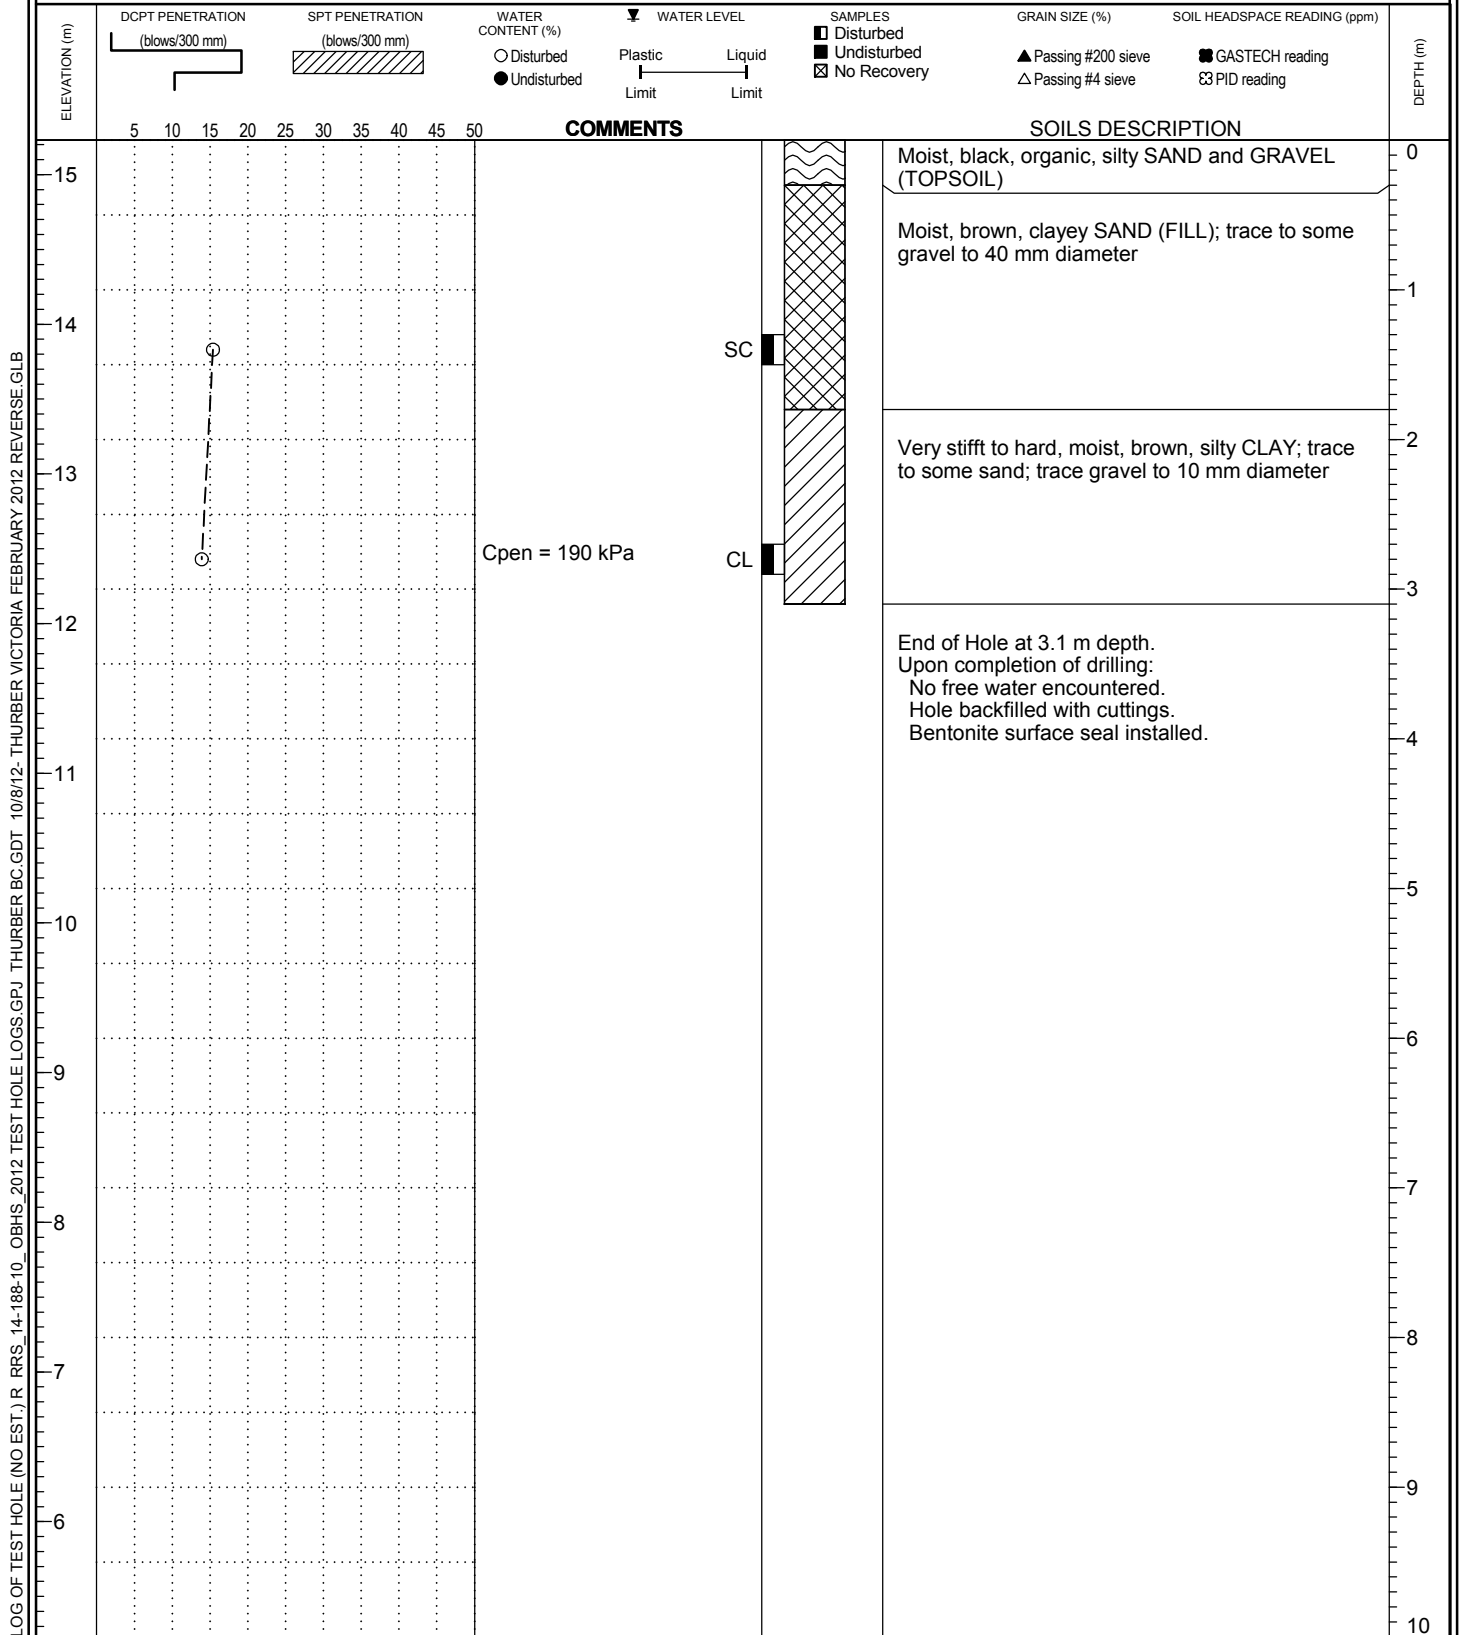 ELEVATION (m)
DCPT PENETRATION
(blows/300 mm)
SPT PENETRATION
(blows/300 mm)
WATER
CONTENT (%)
Disturbed
Undisturbed
WATER LEVEL
Plastic Liquid
Limit Limit
SAMPLES
Disturbed
Undisturbed
No Recovery
GRAIN SIZE (%)
Passing #200 sieve
Passing #4 sieve
SOIL HEADSPACE READING (ppm)
GASTECH reading
PID reading
DEPTH (m)
5 10 15 20 25 30 35 40 45 50
COMMENTS
SOILS DESCRIPTION
0
Moist, black, organic, silty SAND and GRAVEL
(TOPSOIL)
15
Moist, brown, clayey SAND (FILL); trace to some
gravel to 40 mm diameter
1
14
SC
2
Very stifft to hard, moist, brown, silty CLAY; trace
to some sand; trace gravel to 10 mm diameter
13
Cpen = 190 kPa
CL
3
12
End of Hole at 3.1 m depth.
Upon completion of drilling:
No free water encountered.
Hole backfilled with cuttings.
Bentonite surface seal installed.
4
11
5
10
6
9
7
8
8
7
9
6
10
LOG OF TEST HOLE (NO EST.) R RRS_14-188-10_ OBHS_2012 TEST HOLE LOGS.GPJ THURBER BC.GDT 10/8/12- THURBER VICTORIA FEBRUARY 2012 REVERSE.GLB